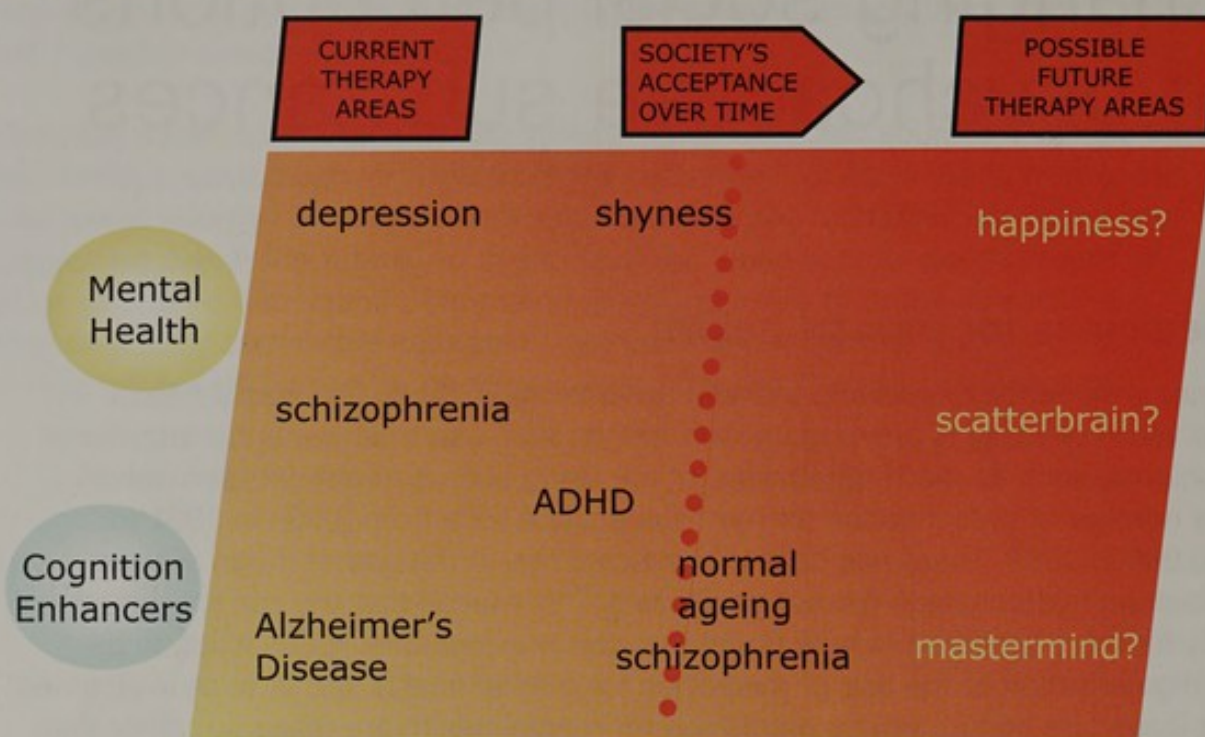 CURRENT
THERAPY
AREAS
SOCIETY'S
ACCEPTANCE
OVER TIME
POSSIBLE
FUTURE
THERAPY AREAS
depression
shyness
happiness?
Mental
Health
schizophrenia
scatterbrain?
ADHD
Cognition
Enhancers
normal
ageing
Alzheimer's
Disease
schizophrenia
mastermind?